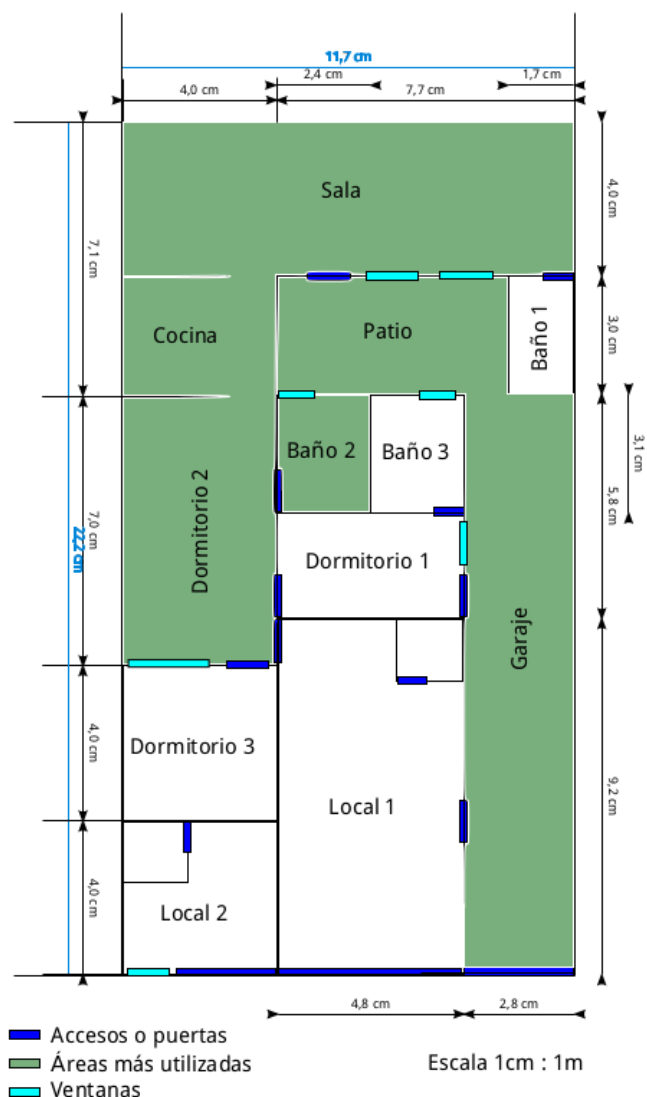 11,7 cm
2,4 cm
1,7 cm
4,0 cm
7,7 cm
Sala
4,0 cm
7,1 cm
Cocina
Patio
Baño 1
3,0 cm
Baño 2
Baño 3
3,1 cm
5,8 cm
Dormitorio 2
7,0 cm
22,2 cm
Dormitorio 1
Garaje
Dormitorio 3
4,0 cm
Local 1
9,2 cm
4,0 cm
Local 2
4,8 cm
2,8 cm
Accesos o puertas
Áreas más utilizadas
Escala 1cm : 1m
Ventanas